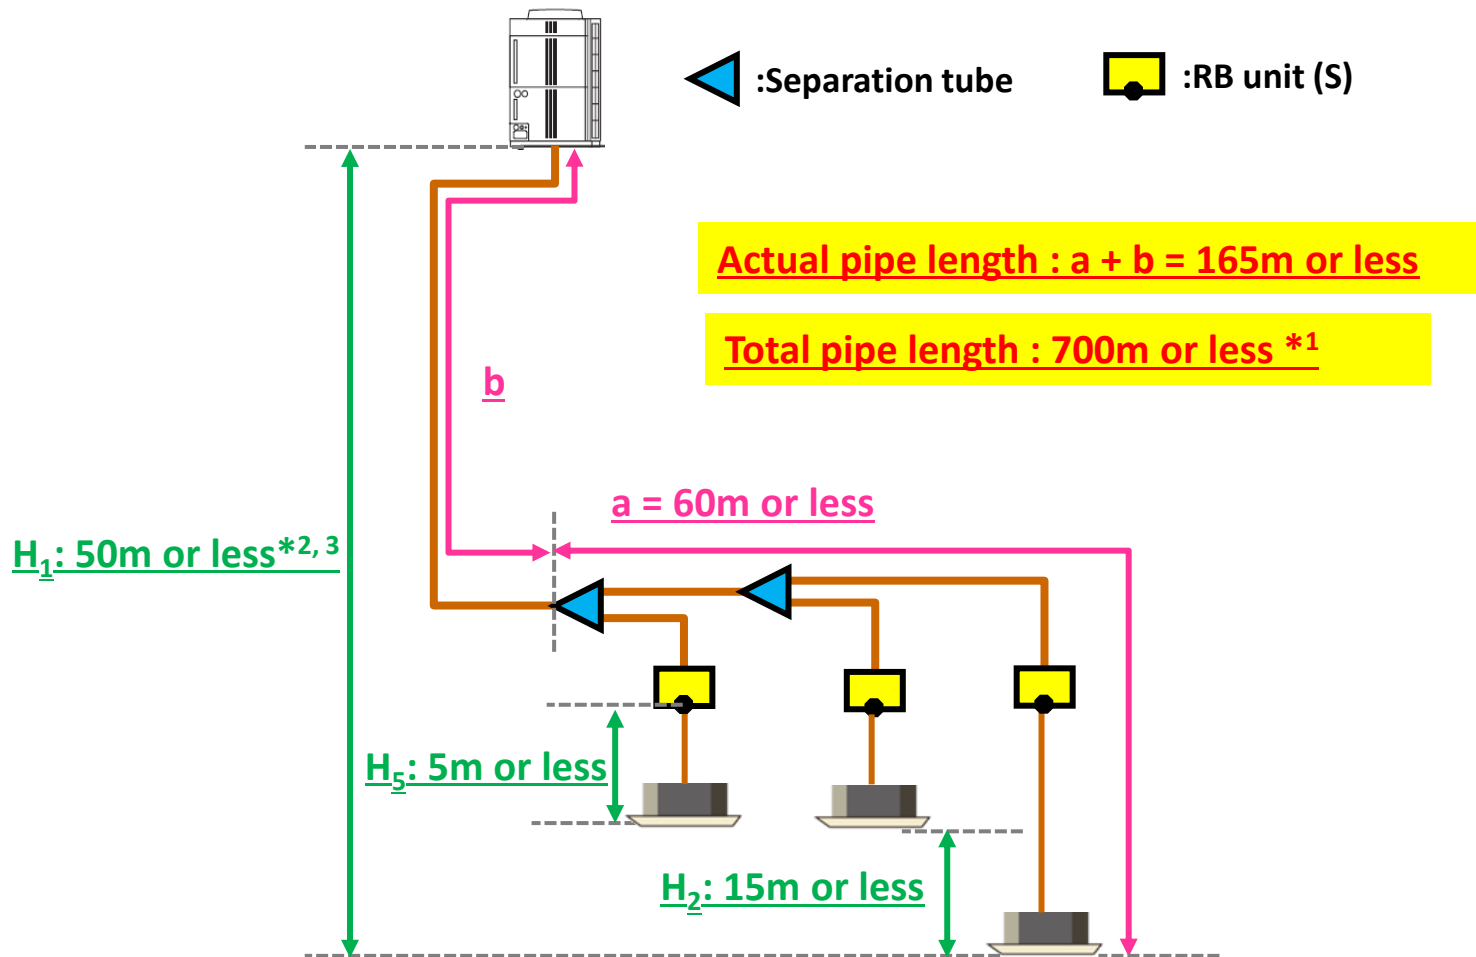 :Separation tube
:RB unit (S)
Actual pipe length : a + b = 165m or less
Total pipe length : 700m or less *1
b
a = 60m or less
H1: 50m or less*2, 3
H5: 5m or less
H2: 15m or less